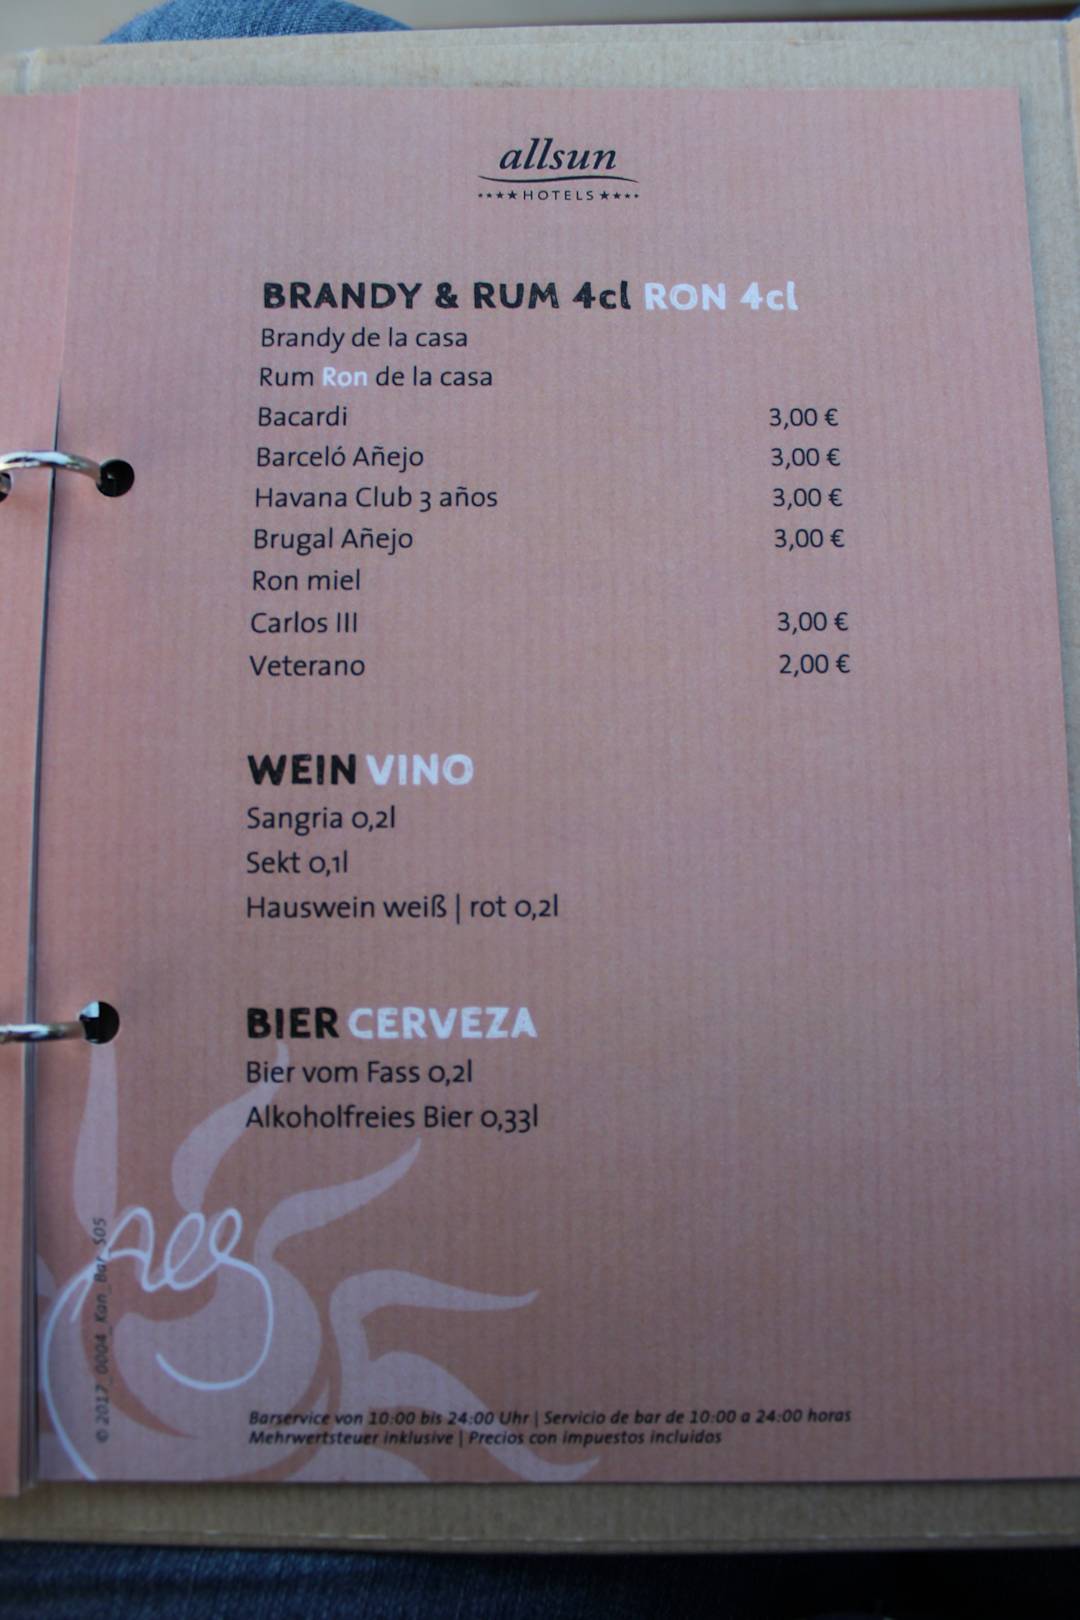 allsun
★★★★HOTELS★★★★
BRANDY & RUM 4cl RON 4cl
Brandy de la casa
Rum Ron de la casa
Bacardi 3,00 €
Barceló Añejo 3,00 €
Havana Club 3 años 3,00 €
Brugal Añejo 3,00 €
Ron miel
Carlos III 3,00 €
Veterano 2,00 €
WEIN VINO
Sangria 0,2l
Sekt 0,1l
Hauswein weiß | rot 0,2l
BIER CERVEZA
Bier vom Fass 0,2l
Alkoholfreies Bier 0,33l
© 2017_0004_Kan_Bar_S05
Barservice von 10:00 bis 24:00 Uhr | Servicio de bar de 10:00 a 24:00 horas
Mehrwertsteuer inklusive | Precios con impuestos incluidos